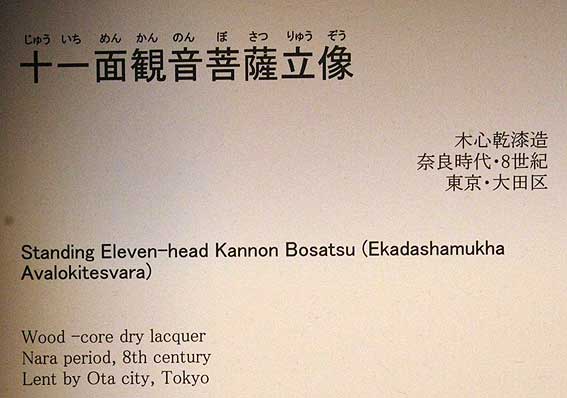 じゅう いち めん かん のん ぼ さつ りゅう ぞう
十一面観音菩薩立像
木心乾漆造
奈良時代・8世紀
東京・大田区
Standing Eleven-head Kannon Bosatsu (Ekadashamukha
Avalokitesvara)
Wood -core dry lacquer
Nara period, 8th century
Lent by Ota city, Tokyo